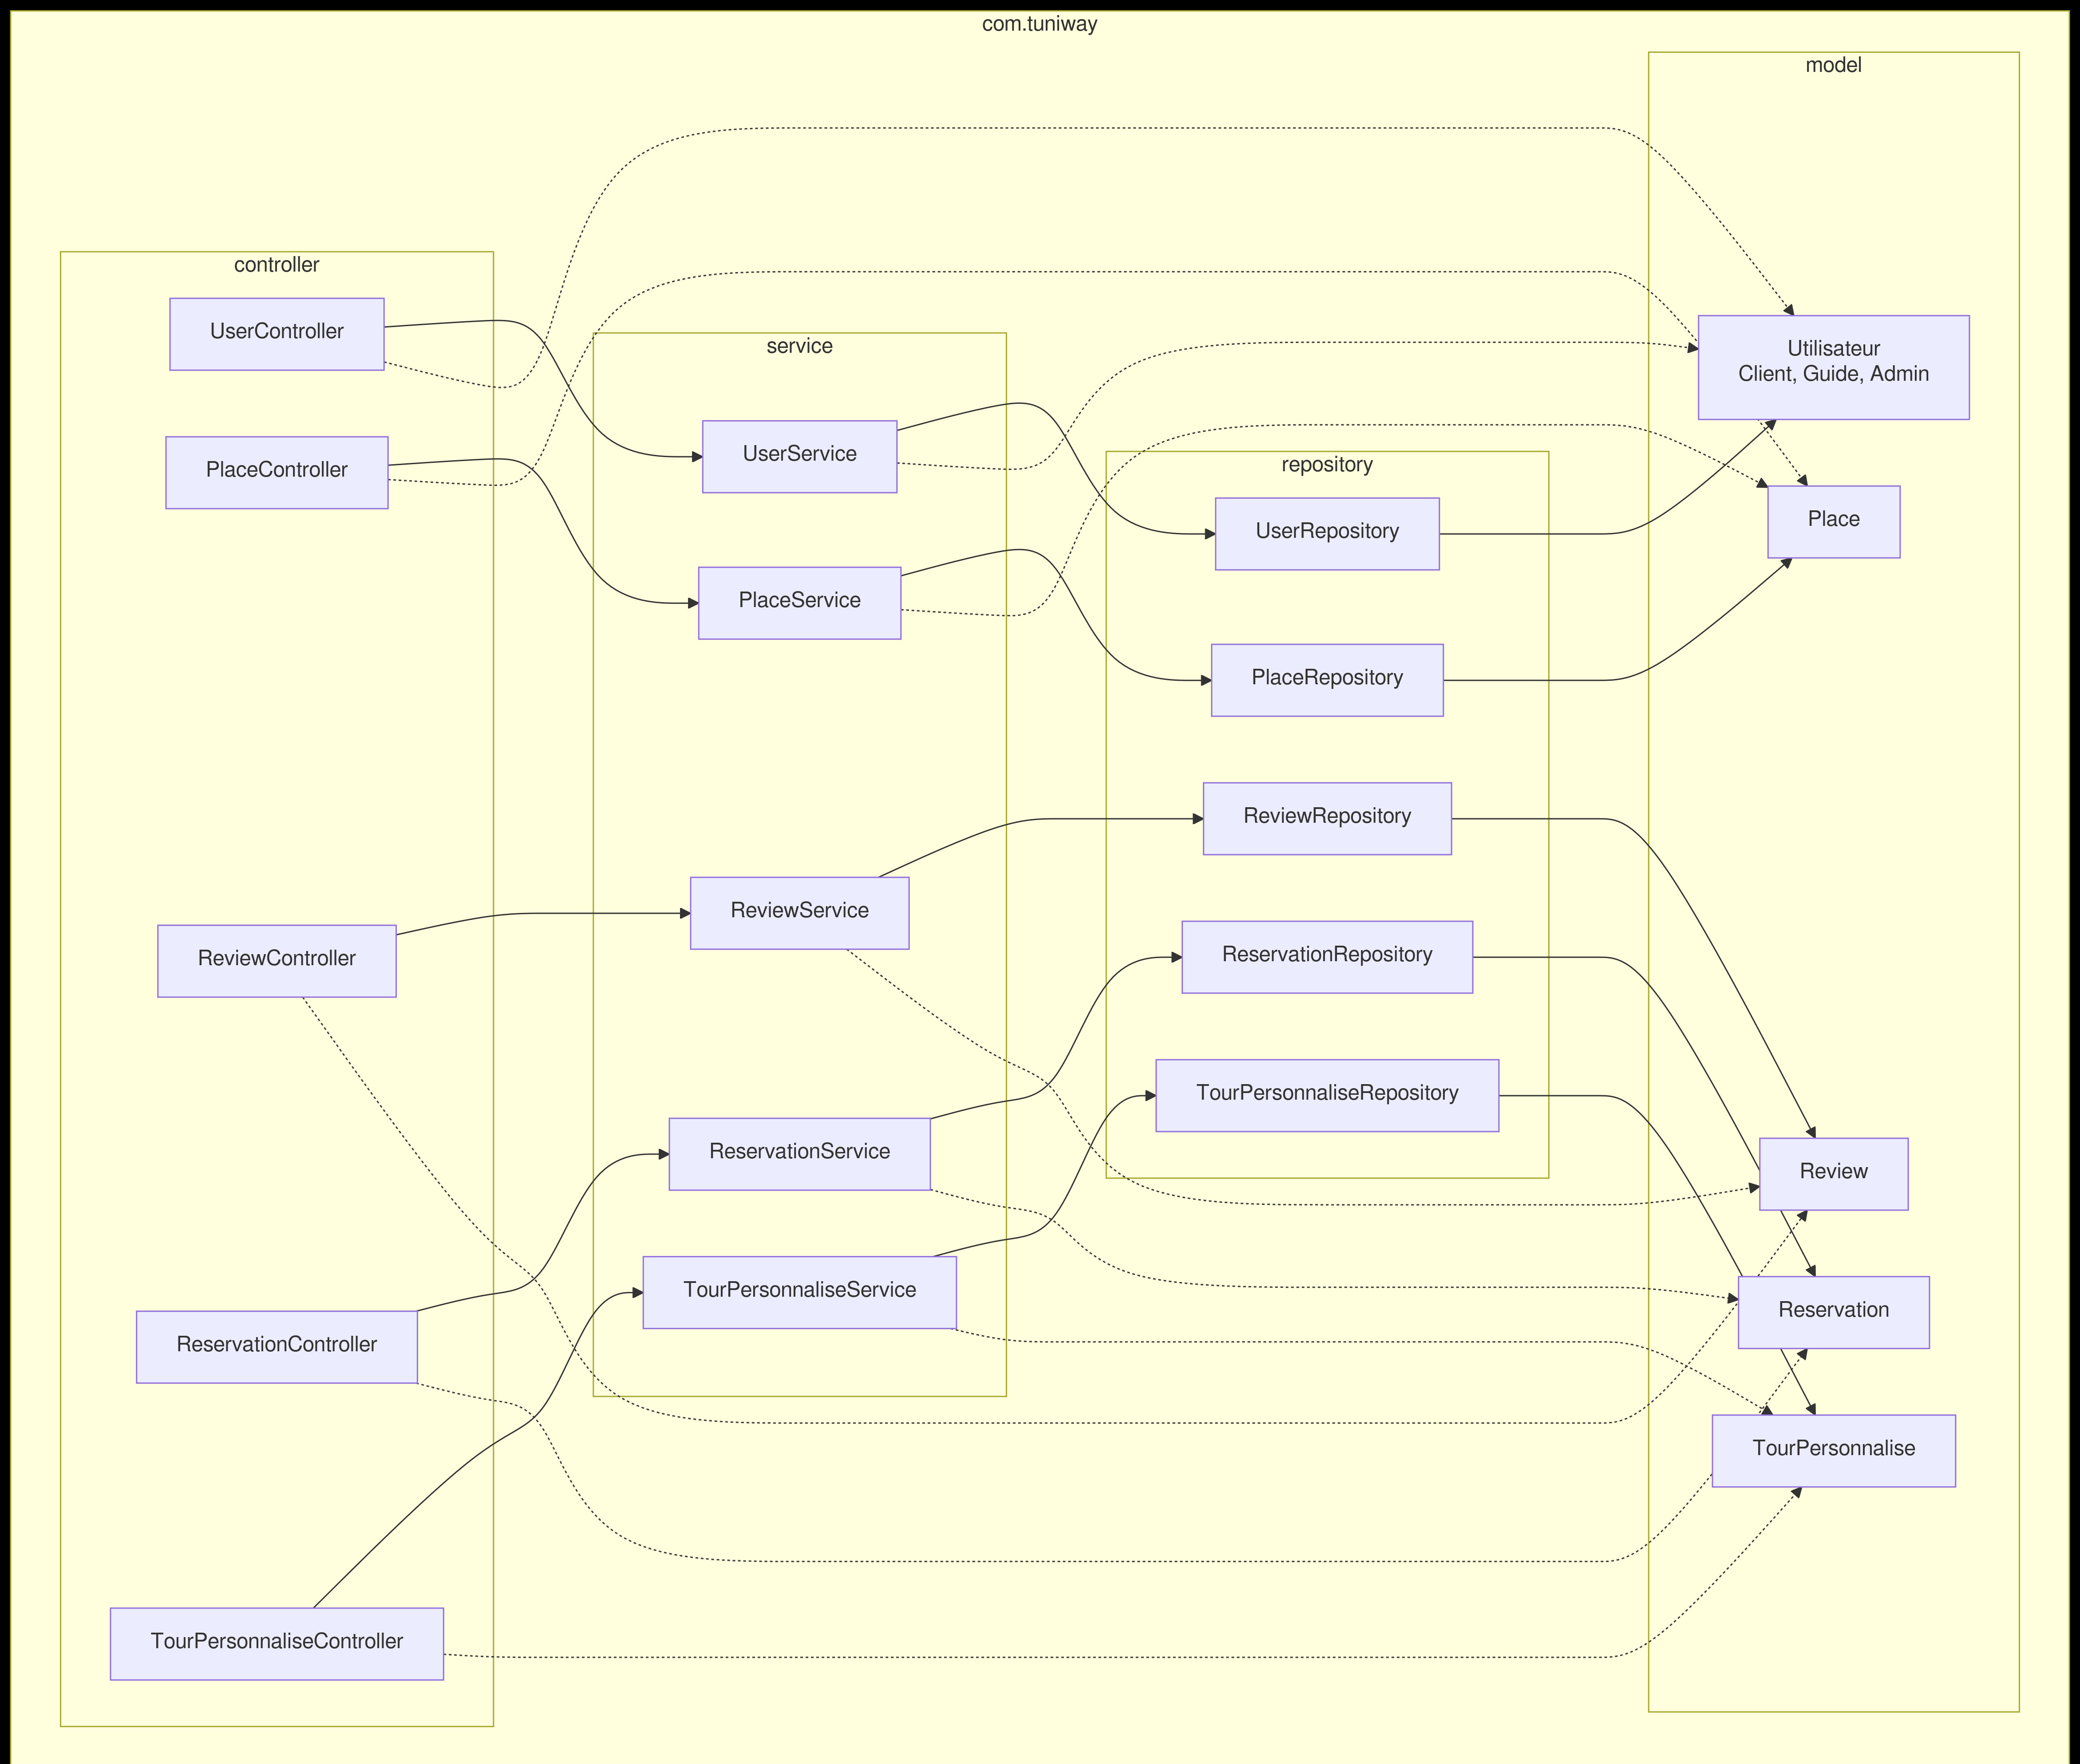 com.tuniway
controller
UserController
PlaceController
ReviewController
ReservationController
TourPersonnaliseController
service
UserService
PlaceService
ReviewService
ReservationService
TourPersonnaliseService
repository
UserRepository
PlaceRepository
ReviewRepository
ReservationRepository
TourPersonnaliseRepository
model
Utilisateur
Client, Guide, Admin
Place
Review
Reservation
TourPersonnalise